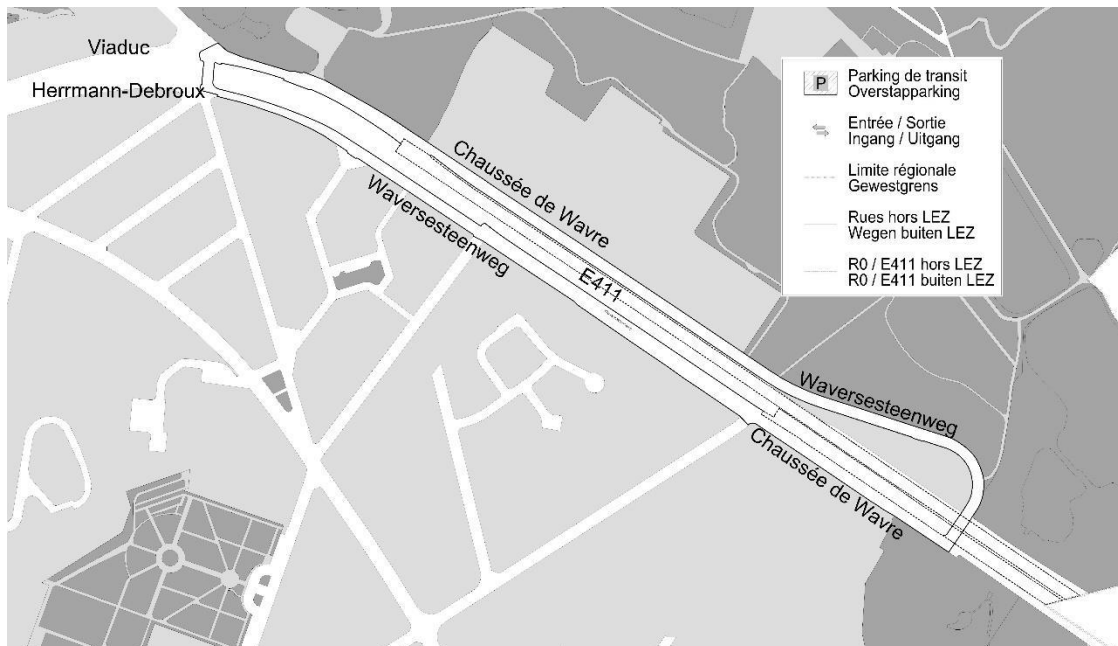 Viaduc
Herrmann-Debroux
Chaussée de Wavre
Waversesteenweg
E411
Waversesteenweg
Chaussée de Wavre
P
Parking de transit
Overstapparking
Entrée / Sortie
Ingang / Uitgang
Limite régionale
Gewestgrens
Rues hors LEZ
Wegen buiten LEZ
R0 / E411 hors LEZ
R0 / E411 buiten LEZ